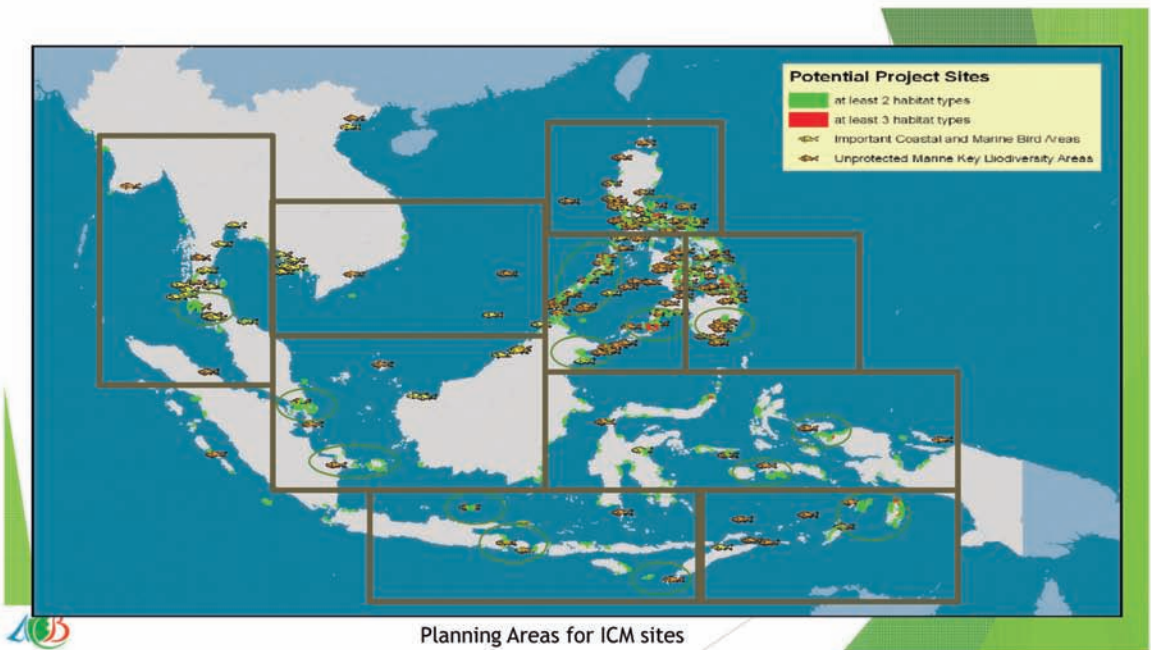 Potential Project Sites
at least 2 habitat types
at least 3 habitat types
Important Coastal and Marine Bird Areas
Unprotected Marine Key Biodiversity Areas
ACB
Planning Areas for ICM sites